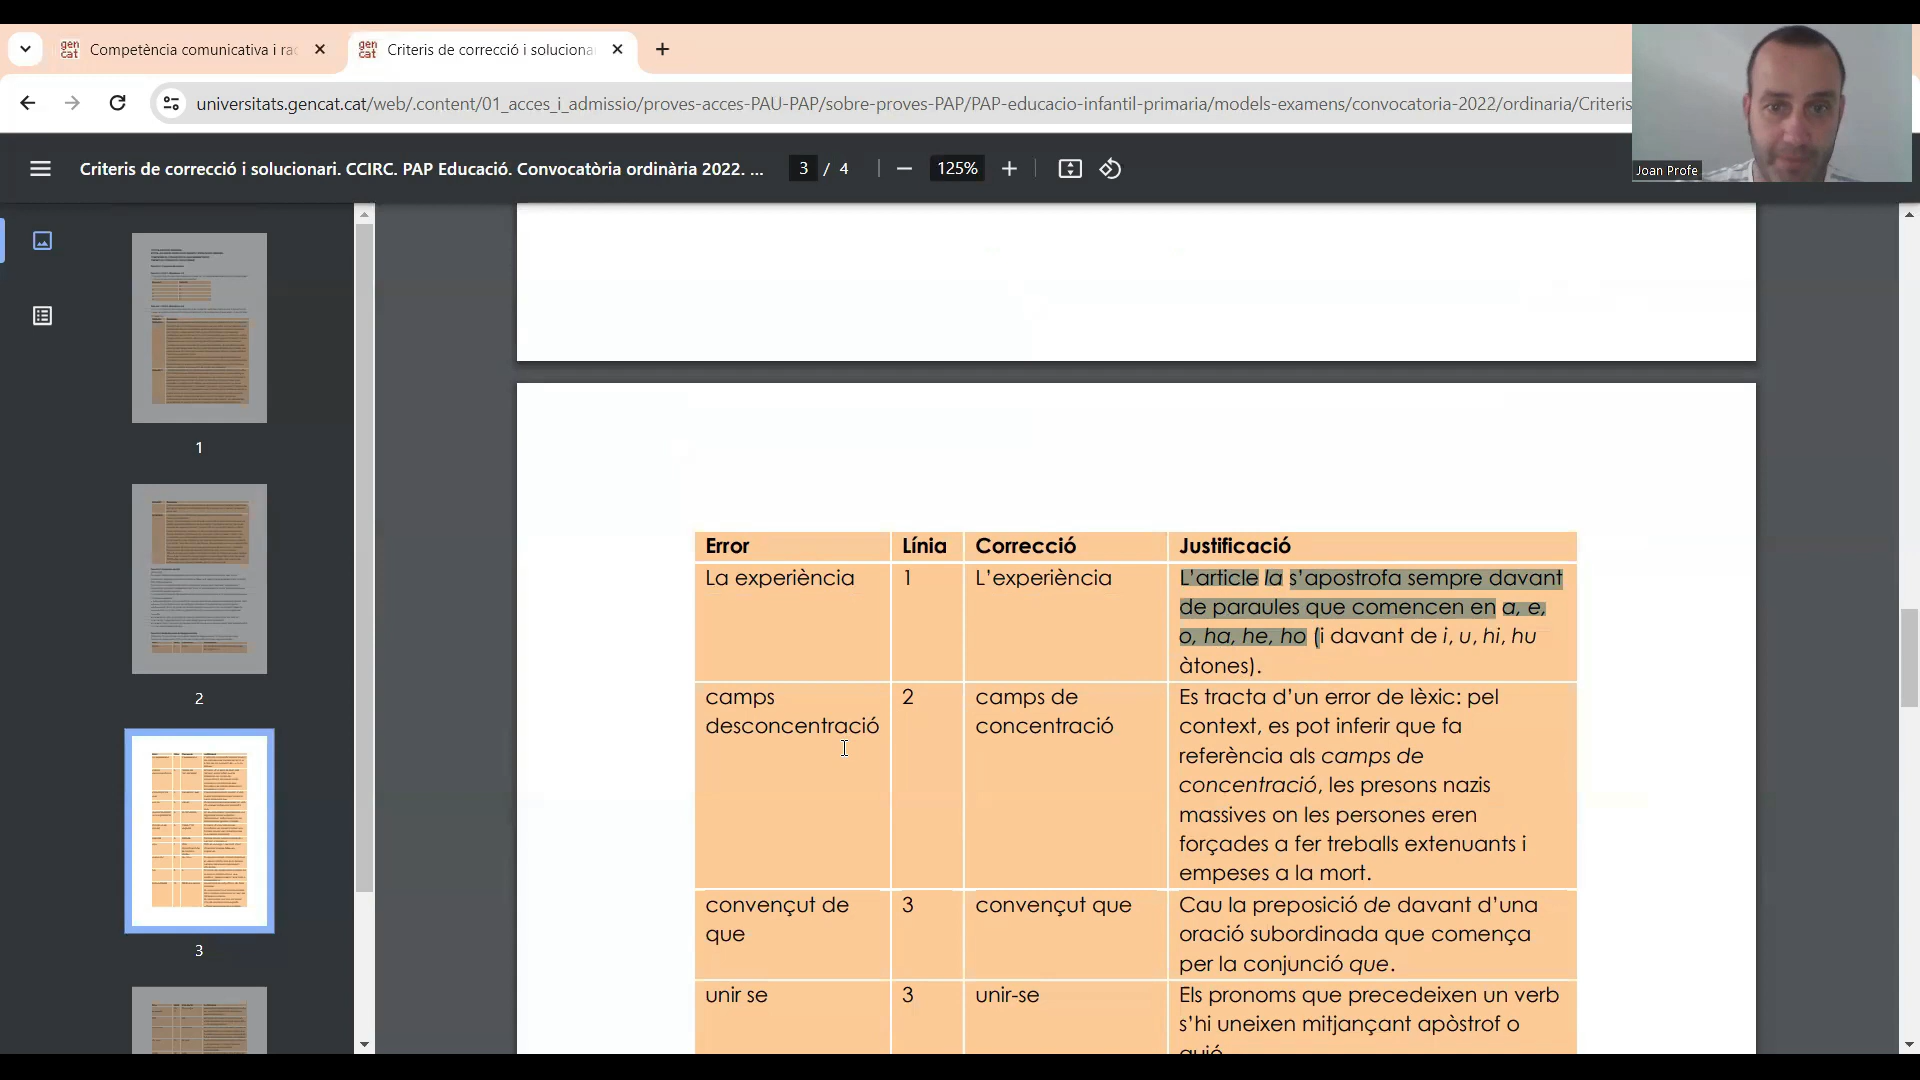 gen cat Competência comunicativa i rac
gen cat Criteris de correcció i soluciona
universitats.gencat.cat/web/.content/01_acces_i_admissio/proves-acces-PAU-PAP/sobre-proves-PAP/PAP-educacio-infantil-primaria/models-examens/convocatoria-2022/ordinaria/Criteris
Joan Profe
Criteris de correcció i solucionari. CCIRC. PAP Educació. Convocatòria ordinària 2022. ...
3 / 4
125%
1
2
3
Error Línia Correcció Justificació
La experiència 1 L’experiència L’article la s’apostrofa sempre davant
de paraules que comencen en a, e,
o, ha, he, ho (i davant de i, u, hi, hu
àtones).
camps 2 camps de Es tracta d’un error de lèxic: pel
desconcentració concentració context, es pot inferir que fa
referència als camps de
concentració, les presons nazis
massives on les persones eren
forçades a fer treballs extenuants i
empeses a la mort.
convençut de 3 convençut que Cau la preposició de davant d’una
que oració subordinada que comença
per la conjunció que.
unir se 3 unir-se Els pronoms que precedeixen un verb
s’hi uneixen mitjançant apòstrof o
guió.